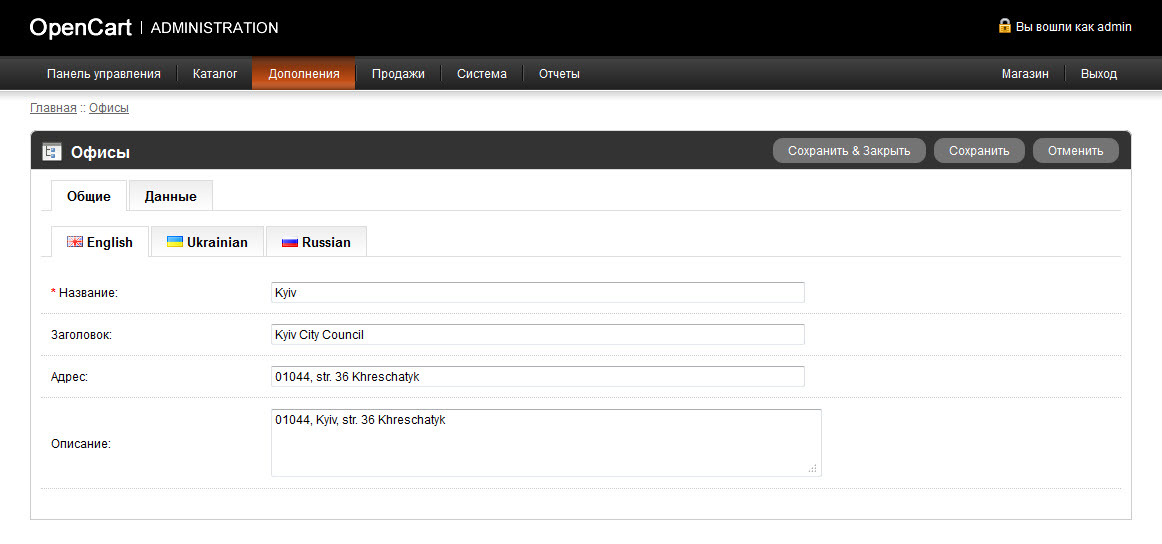 OpenCart | ADMINISTRATION
Вы вошли как admin
Панель управления Каталог Дополнения Продажи Система Отчеты Магазин Выход
Главная :: Офисы
Офисы Сохранить & Закрыть Сохранить Отменить
Общие Данные
English Ukrainian Russian
* Название: Kyiv
Заголовок: Kyiv City Council
Адрес: 01044, str. 36 Khreschatyk
Описание: 01044, Kyiv, str. 36 Khreschatyk